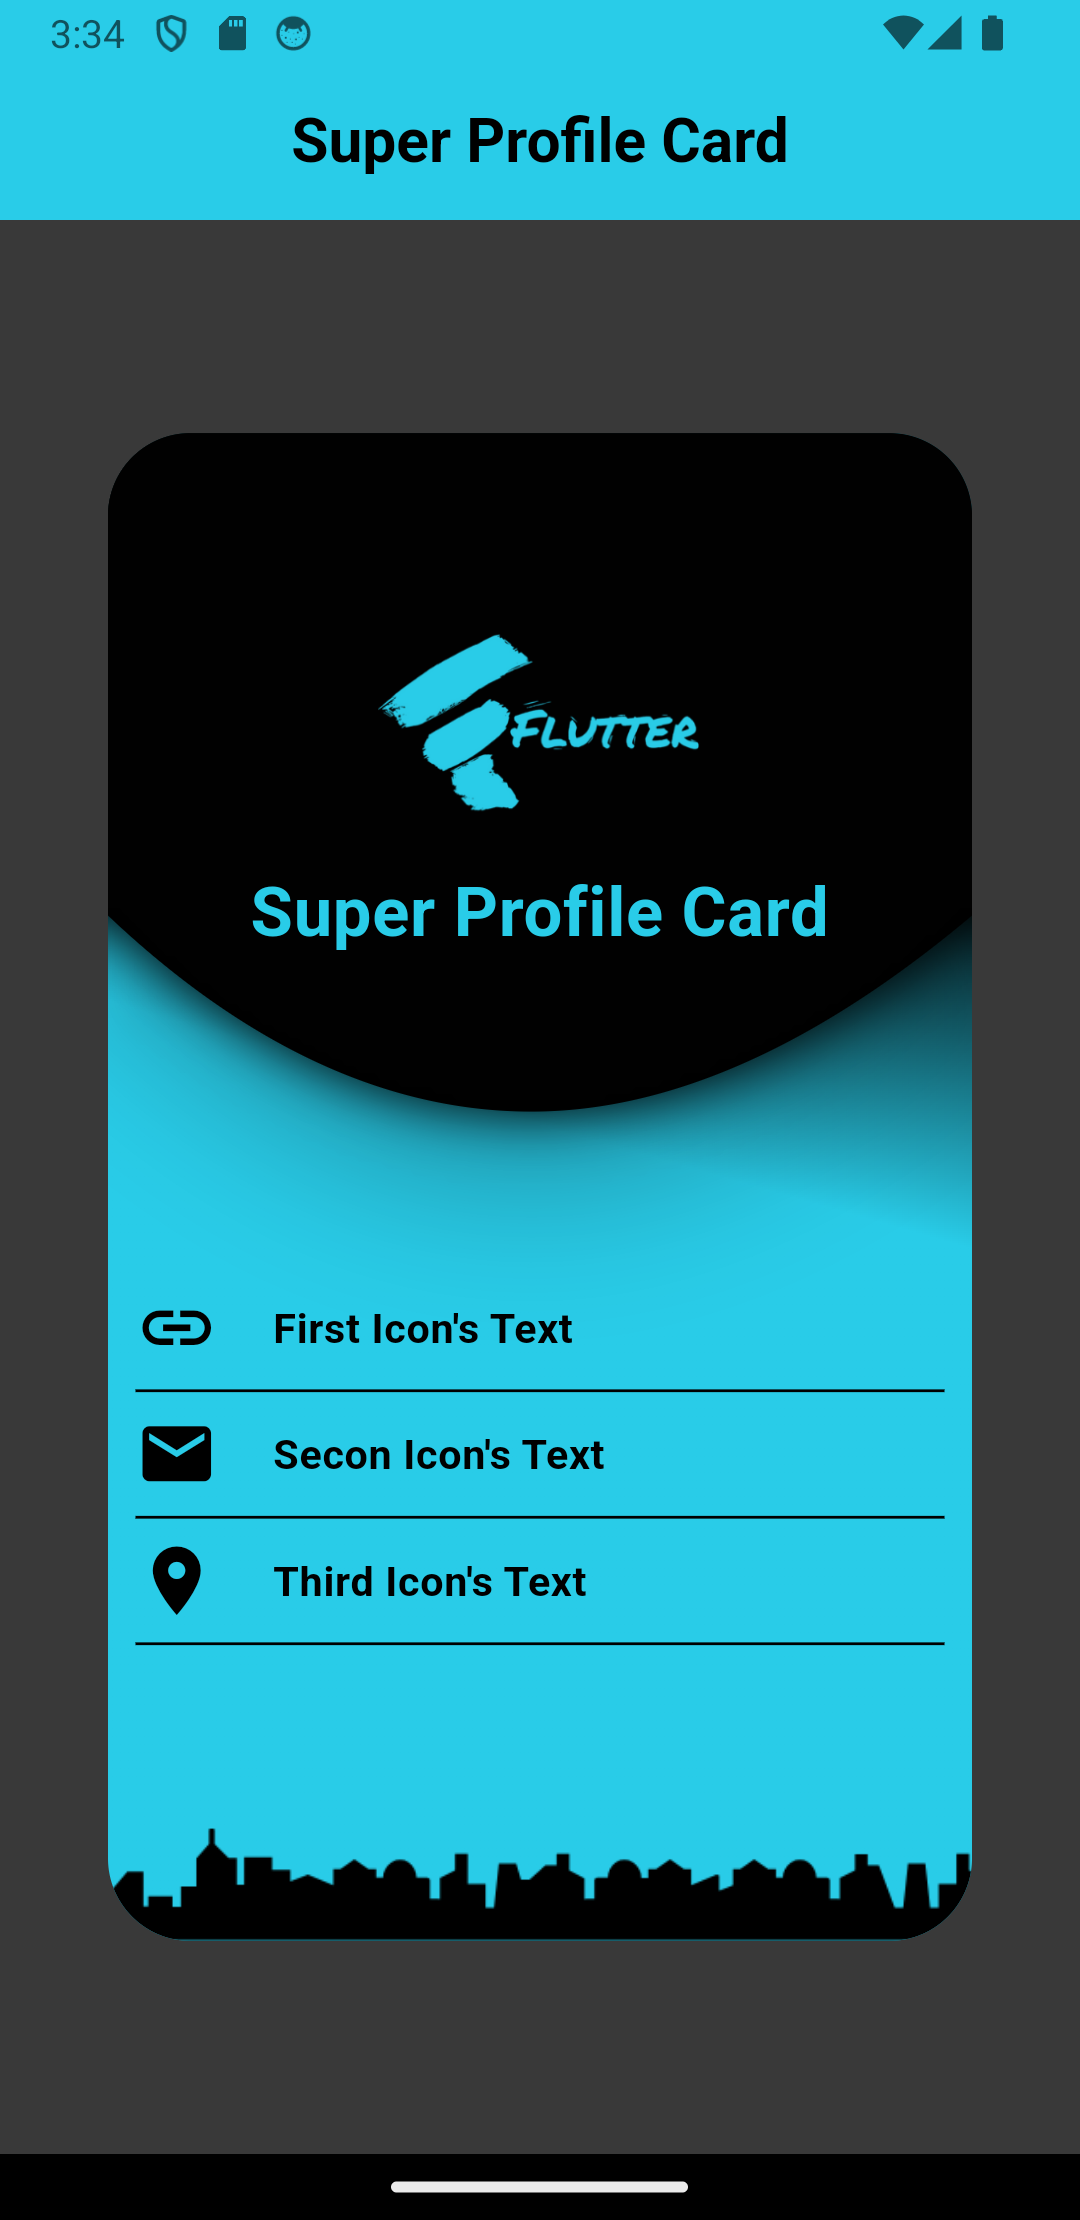 3:34
Super Profile Card
FLUTTER
Super Profile Card
First Icon's Text
Secon Icon's Text
Third Icon's Text